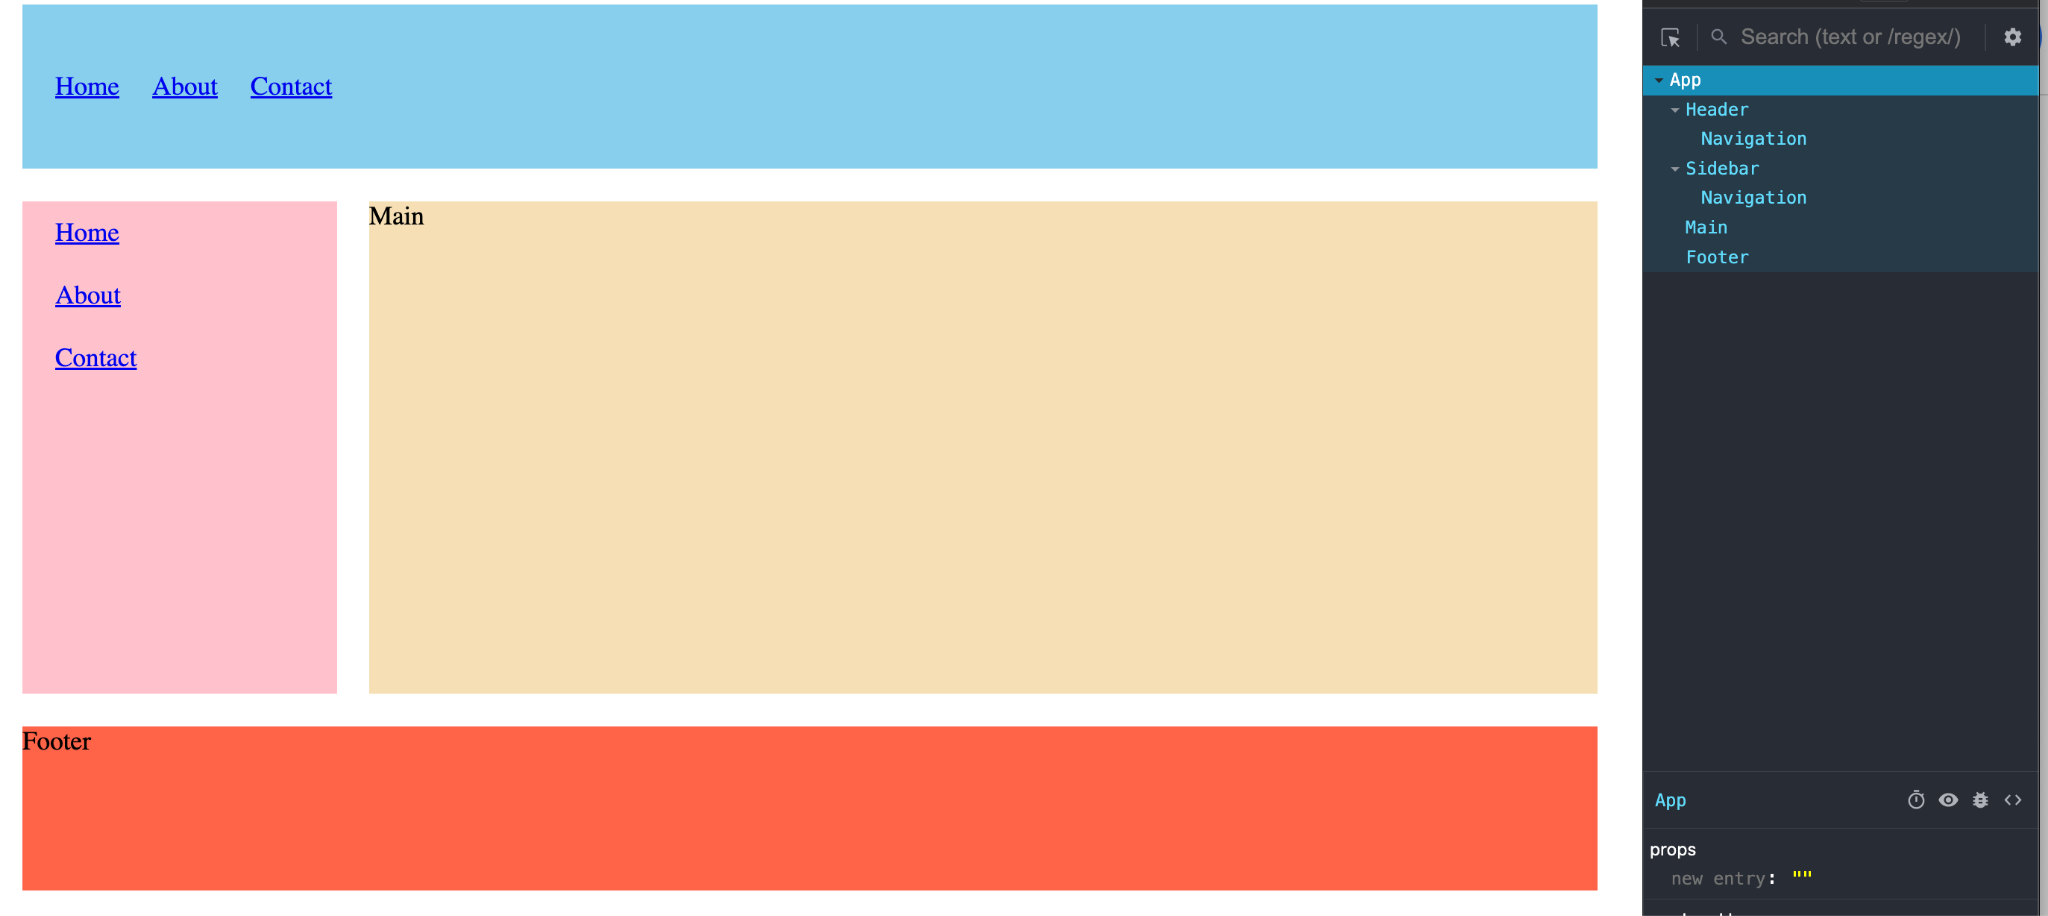 Home About Contact
Home
About
Contact
Main
Footer
Search (text or /regex/)
App
Header
Navigation
Sidebar
Navigation
Main
Footer
App
props
new entry: ""